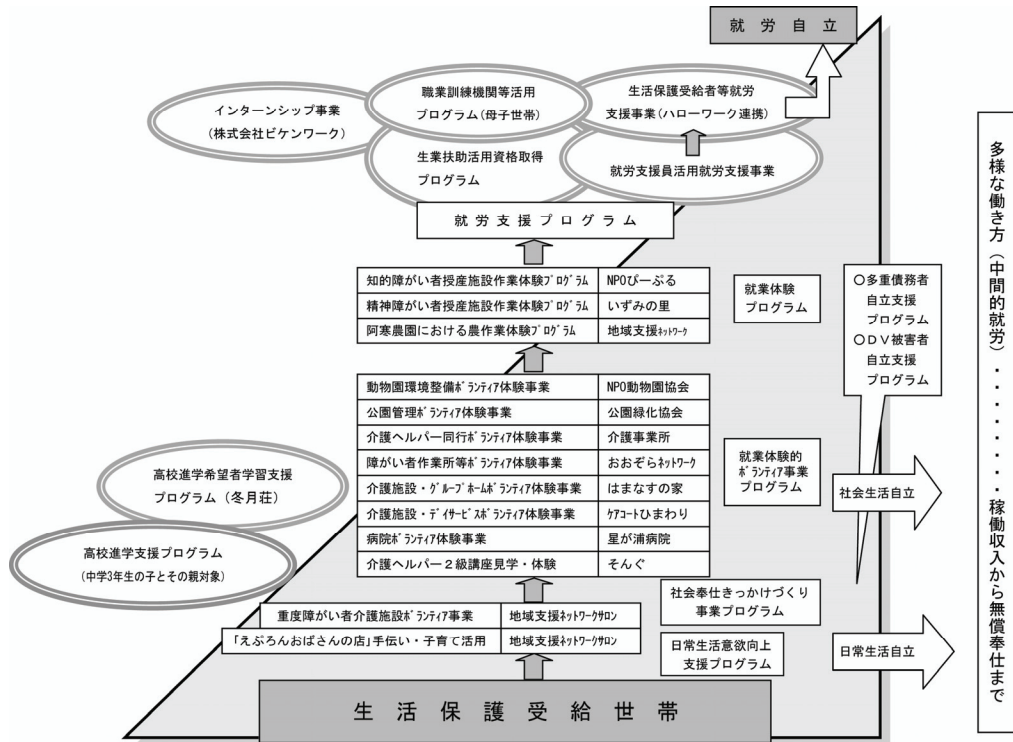 就労自立
インターンシップ事業
(株式会社ビケンワーク)
職業訓練機関等活用
プログラム(母子世帯)
生活保護受給者等就労
支援事業(ハローワーク連携)
生業扶助活用資格取得
プログラム
就労支援員活用就労支援事業
就労支援プログラム
知的障がい者授産施設作業体験プログラム NPOぴーぷる
精神障がい者授産施設作業体験プログラム いずみの里
阿寒農園における農作業体験プログラム 地域支援ネットワーク
就業体験
プログラム
○多重債務者
自立支援
プログラム
○DV被害者
自立支援
プログラム
動物園環境整備ボランティア体験事業 NPO動物園協会
公園管理ボランティア体験事業 公園緑化協会
介護ヘルパー同行ボランティア体験事業 介護事業所
障がい者作業所等ボランティア体験事業 おおぞらネットワーク
介護施設・グループホームボランティア体験事業 はまなすの家
介護施設・デイサービスボランティア体験事業 ケアコートひまわり
病院ボランティア体験事業 星が浦病院
介護ヘルパー2級講座見学・体験 そんぐ
就業体験的
ボランティア事業
プログラム
社会生活自立
高校進学希望者学習支援
プログラム(冬月荘)
高校進学支援プログラム
(中学3年生の子とその親対象)
重度障がい者介護施設ボランティア事業 地域支援ネットワークサロン
「えぷろんおばさんの店」手伝い・子育て活用 地域支援ネットワークサロン
社会奉仕きっかけづくり
事業プログラム
日常生活意欲向上
支援プログラム
日常生活自立
生活保護受給世帯
多様な働き方(中間的就労)・・・・・・・・稼働収入から無償奉仕まで